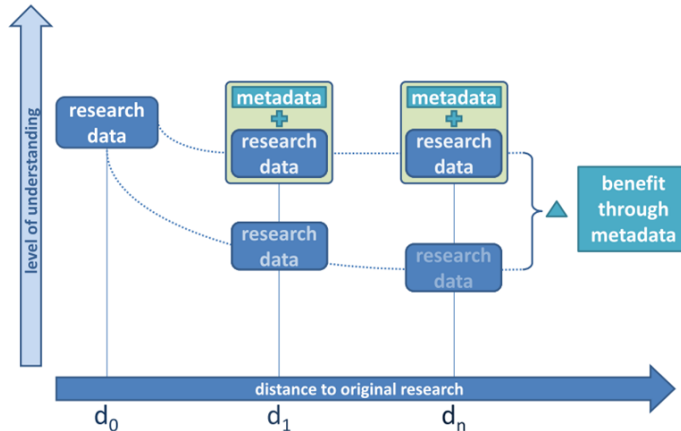 level of understanding
research
data
metadata
+
research
data
metadata
+
research
data
research
data
research
data
benefit
through
metadata
distance to original research
d₀
d₁
dₙ